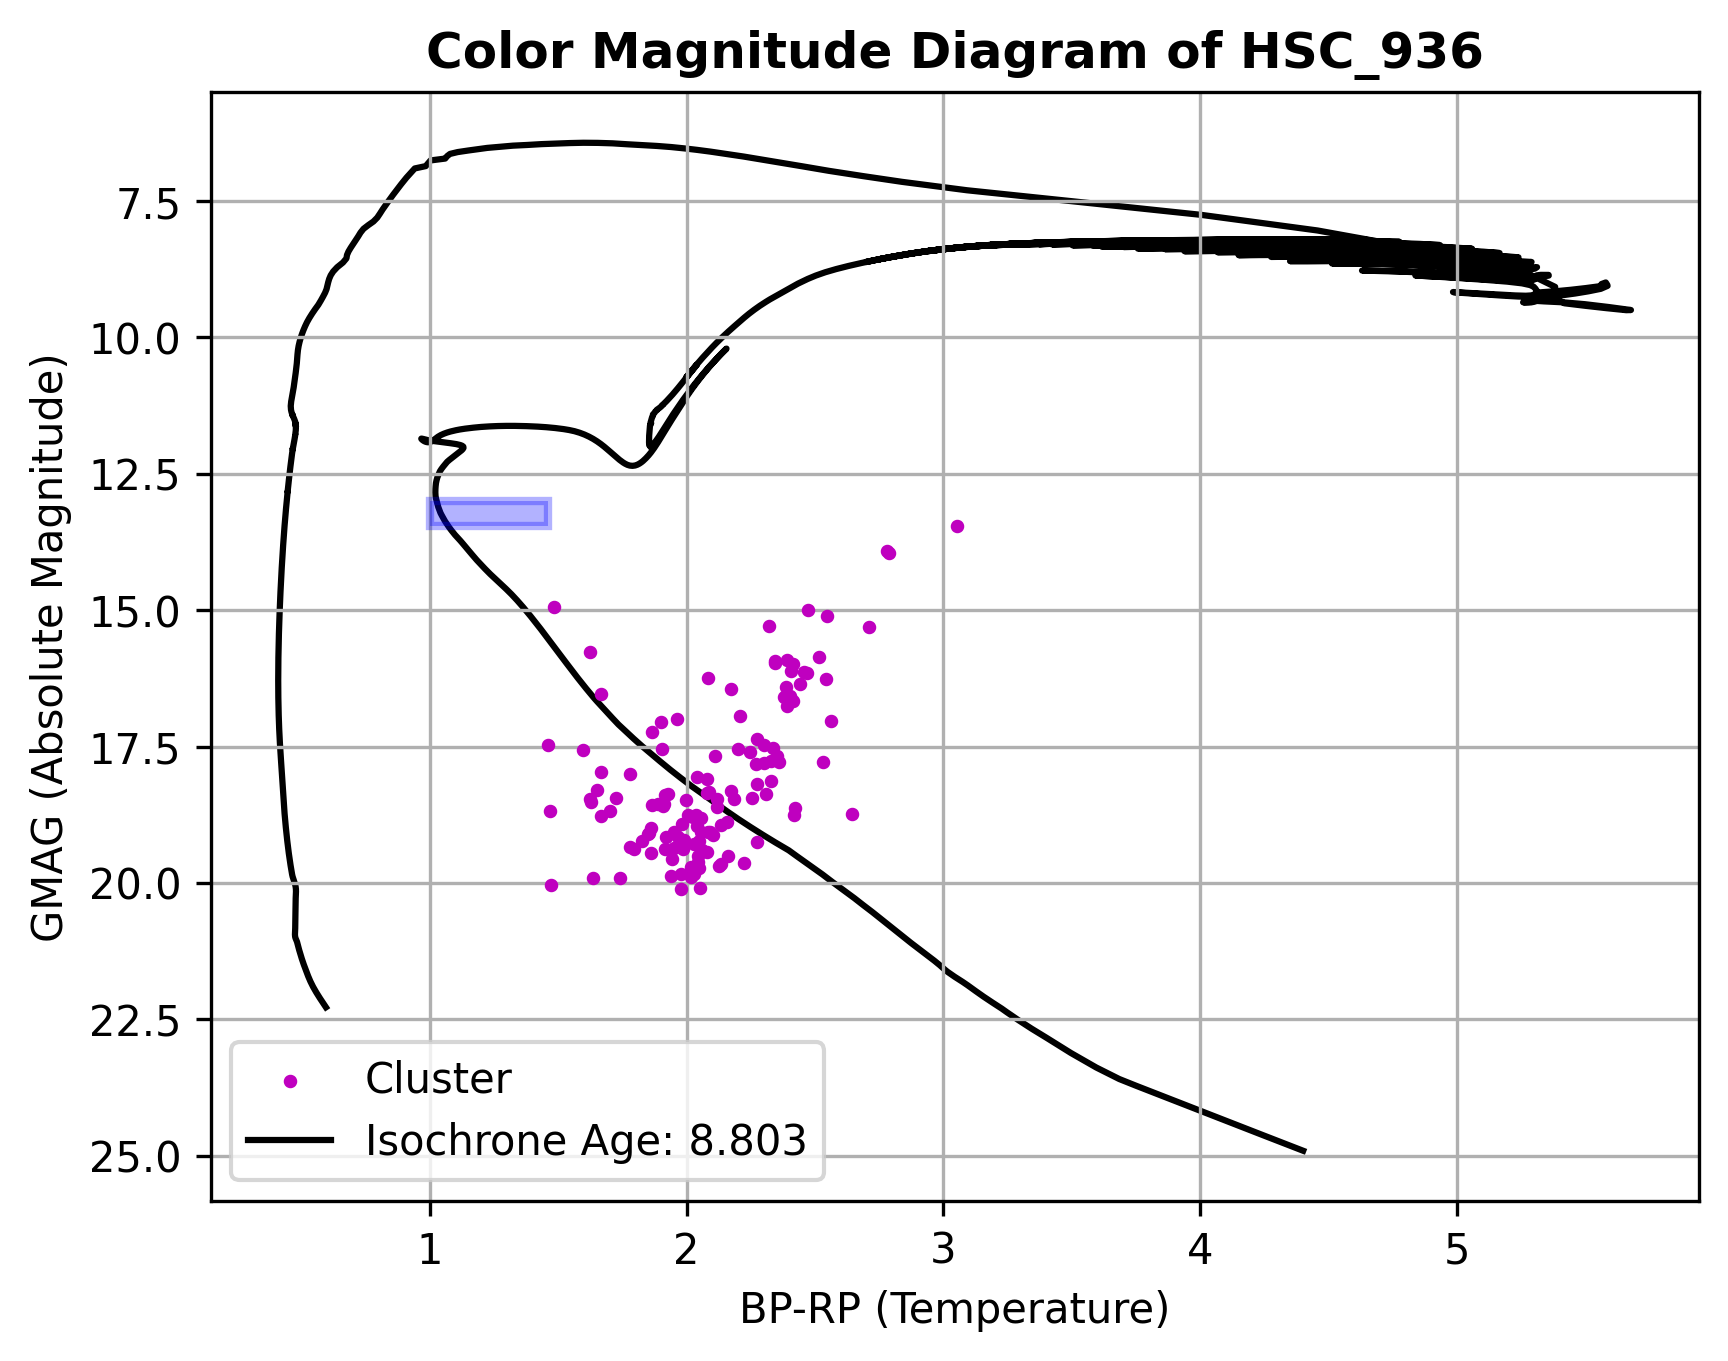 Color Magnitude Diagram of HSC_936
GMAG (Absolute Magnitude)
7.5
10.0
12.5
15.0
17.5
20.0
22.5
25.0
Cluster
Isochrone Age: 8.803
1 2 3 4 5
BP-RP (Temperature)